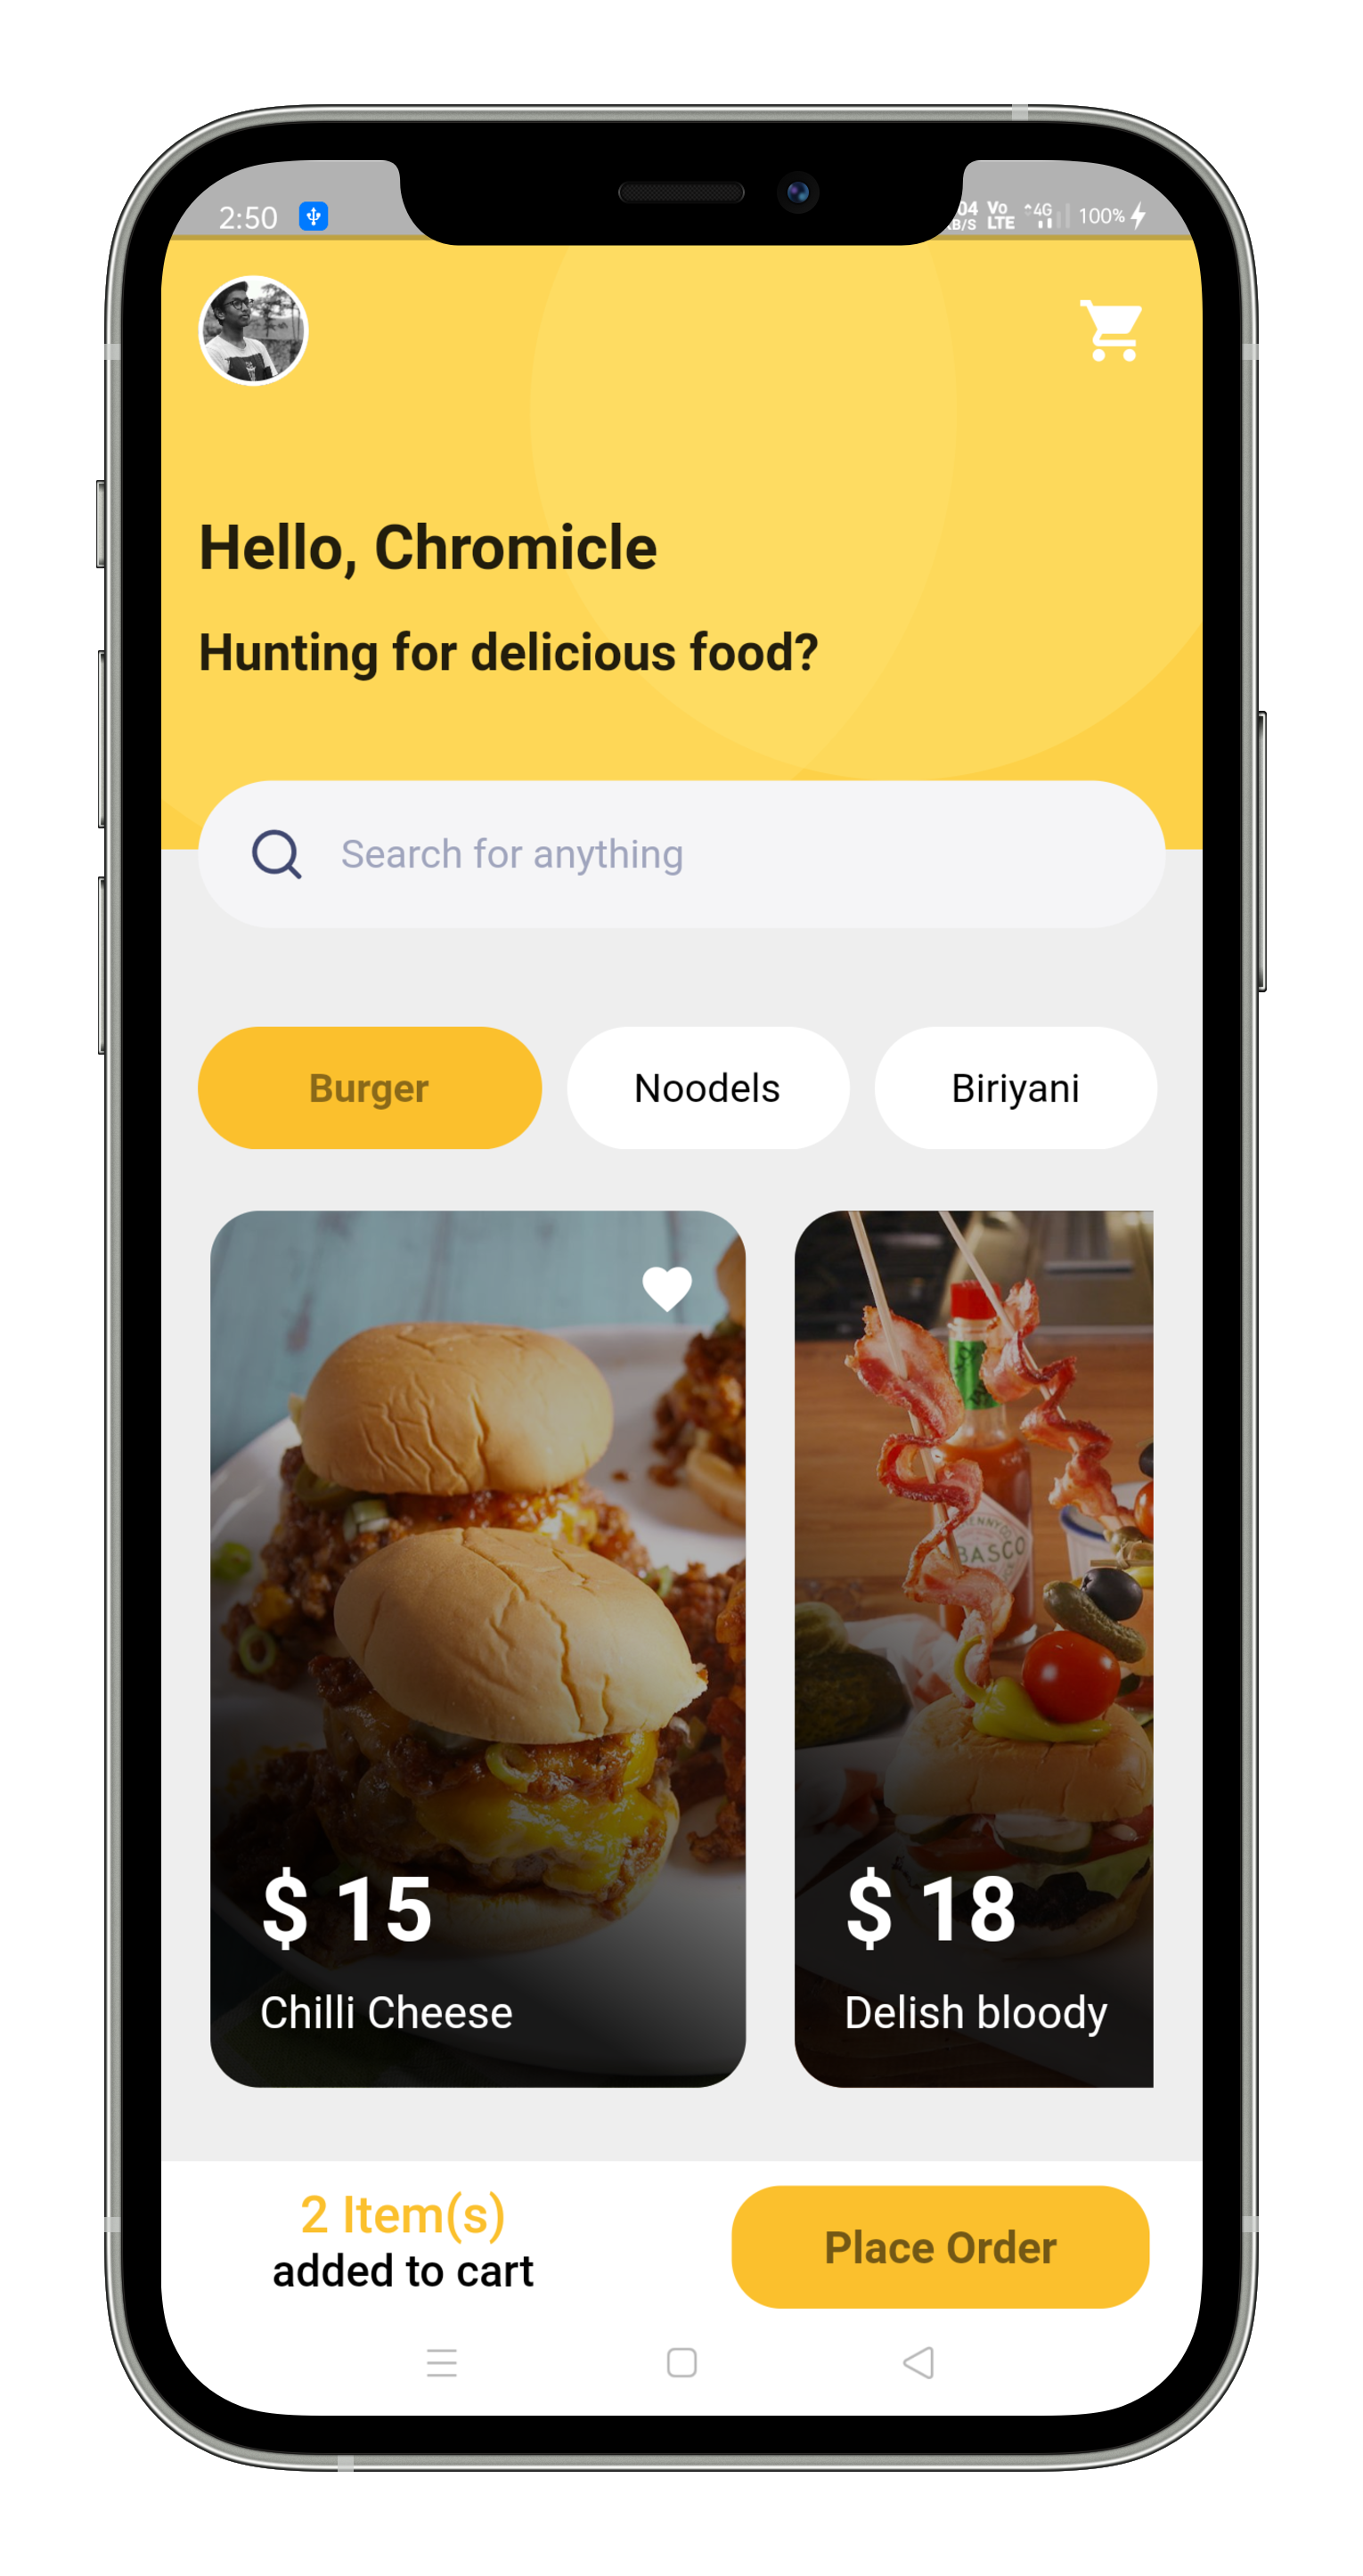 2:50
04 Vo 4G 100%
B/S LTE
Hello, Chromicle
Hunting for delicious food?
Search for anything
Burger Noodels Biriyani
BASCO
$ 15 $ 18
Chilli Cheese Delish bloody
2 Item(s)
added to cart
Place Order